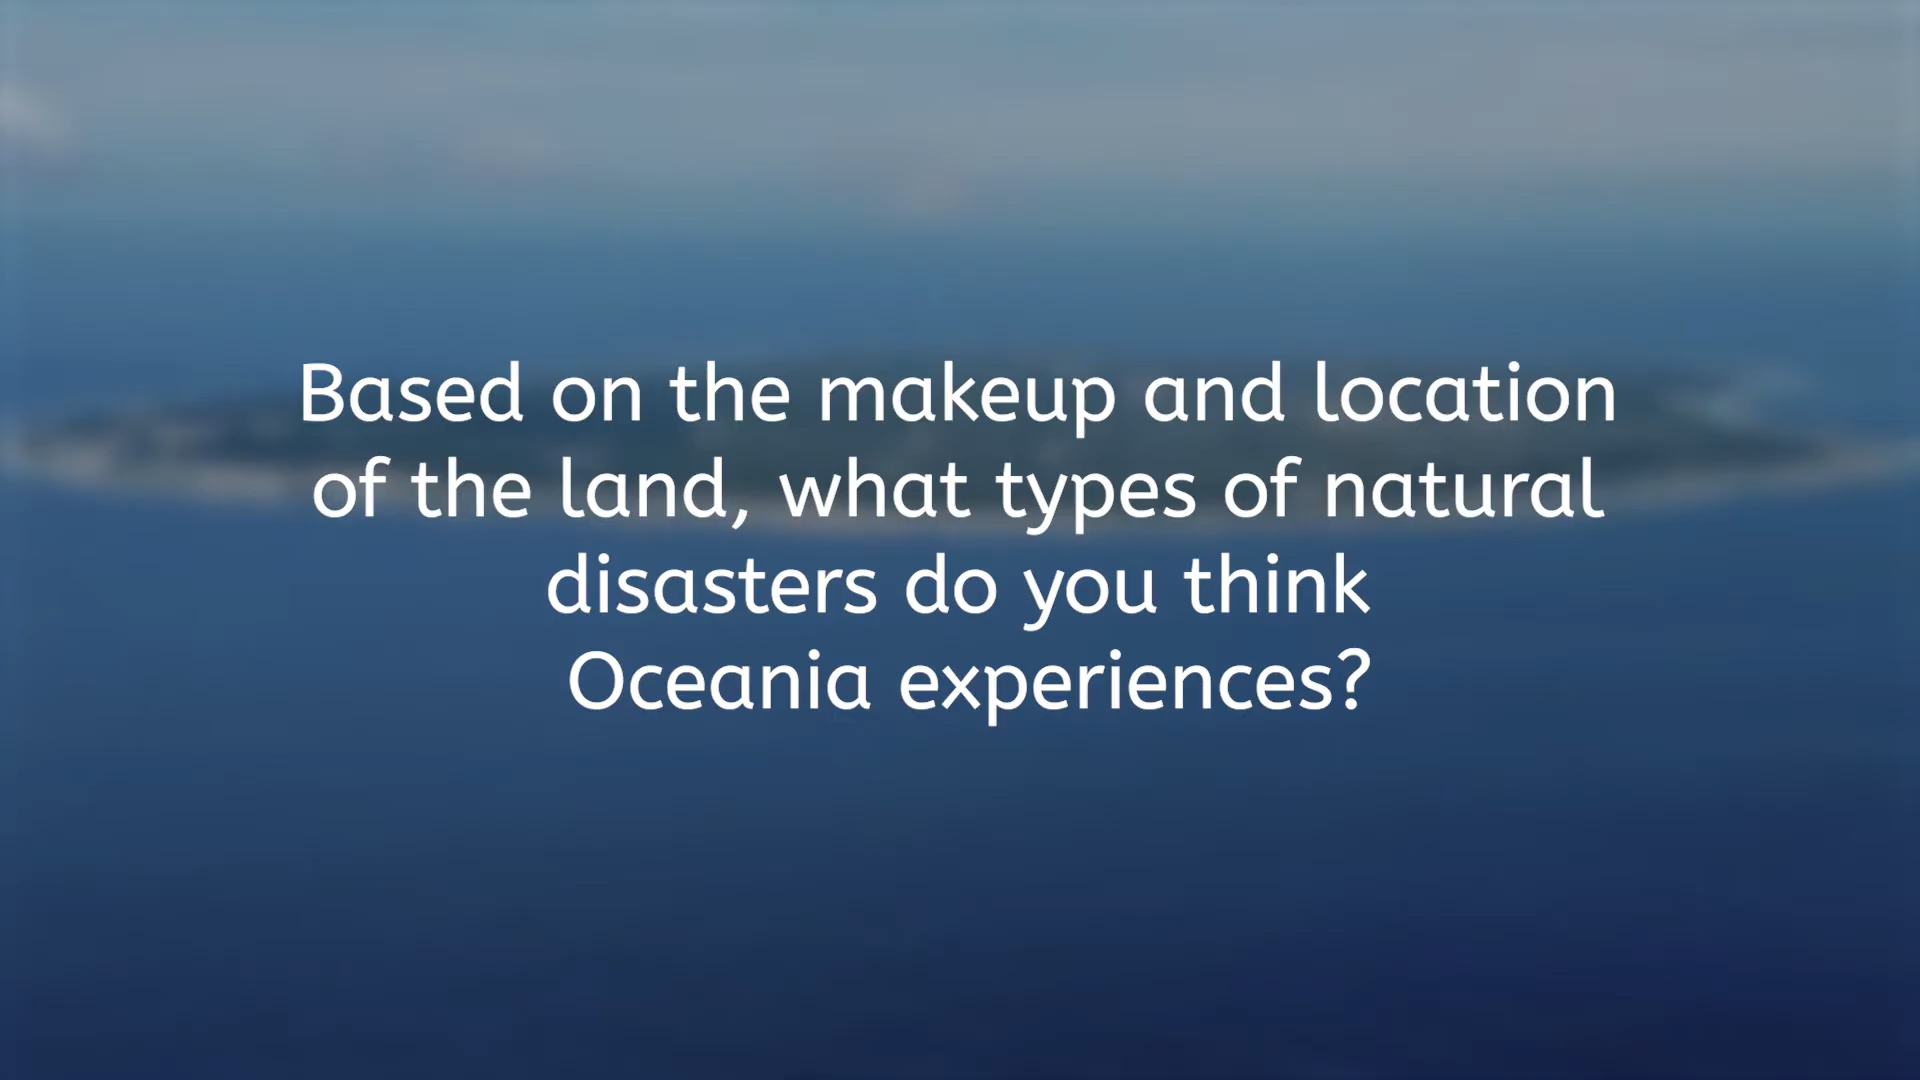 Based on the makeup and location
of the land, what types of natural
disasters do you think
Oceania experiences?